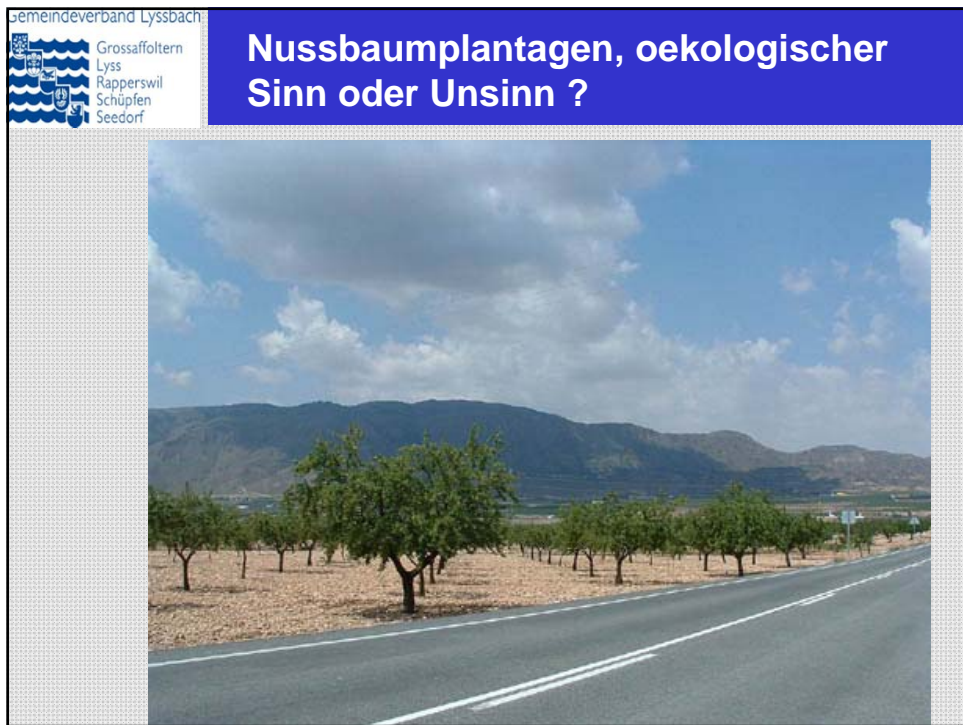 Gemeindeverband Lyssbach
Grossaffoltern
Lyss
Rapperswil
Schüpfen
Seedorf
Nussbaumplantagen, oekologischer
Sinn oder Unsinn ?